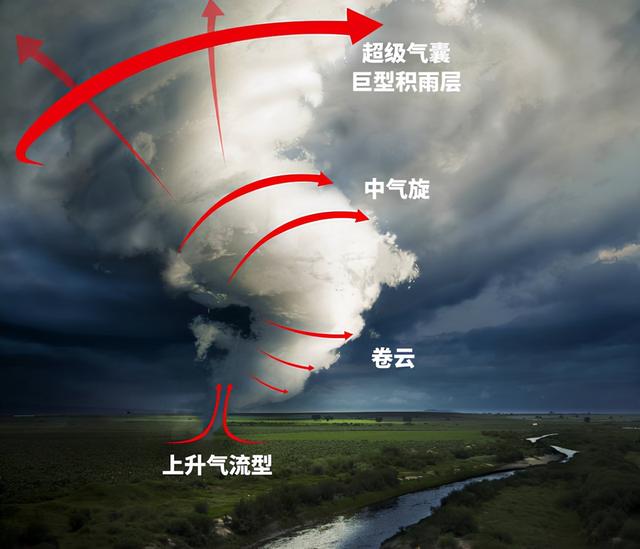 超级气囊
巨型积雨层
中气旋
卷云
上升气流型